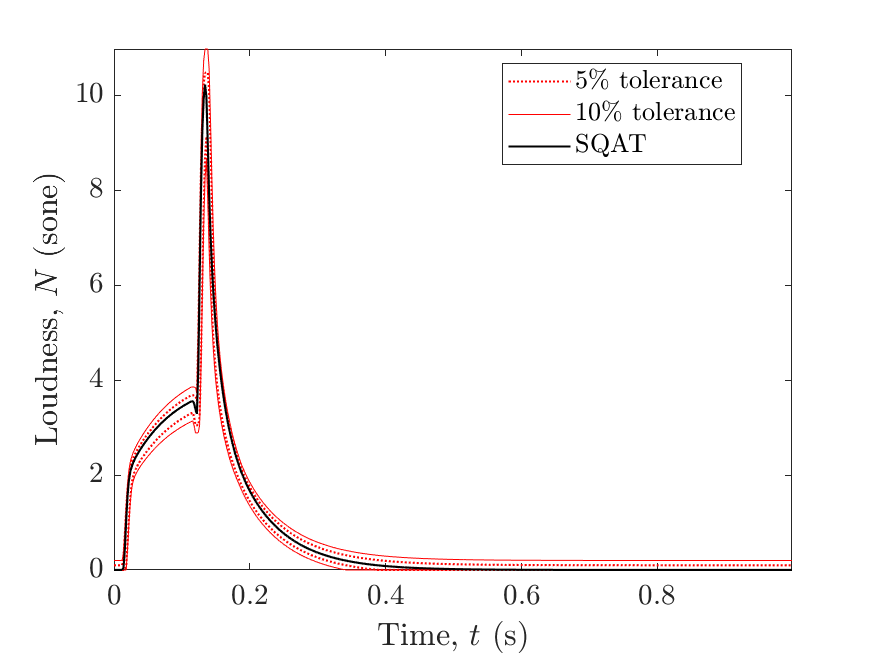 5% tolerance
10% tolerance
SQAT
10
8
6
4
2
0
0 0.2 0.4 0.6 0.8
Loudness, N (sone)
Time, t (s)